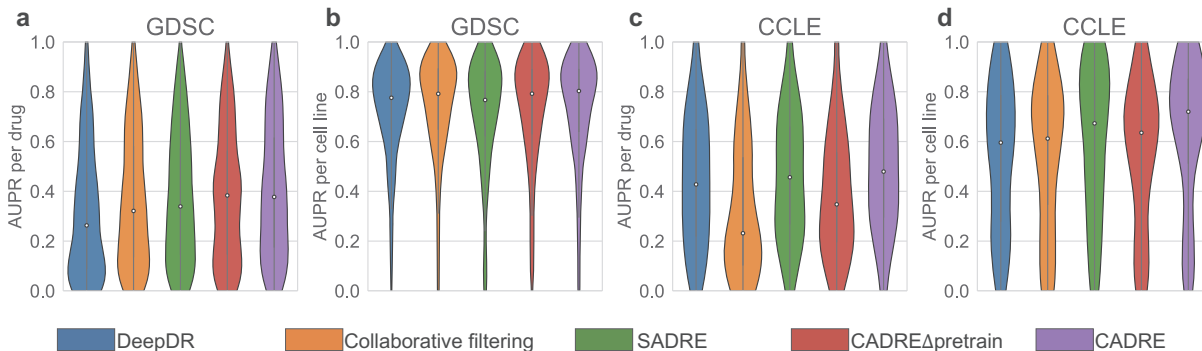 a
GDSC
AUPR per drug
1.0
0.8
0.6
0.4
0.2
0.0
b
GDSC
AUPR per cell line
1.0
0.8
0.6
0.4
0.2
0.0
c
CCLE
AUPR per drug
1.0
0.8
0.6
0.4
0.2
0.0
d
CCLE
AUPR per cell line
1.0
0.8
0.6
0.4
0.2
0.0
DeepDR
Collaborative filtering
SADRE
CADREΔpretrain
CADRE